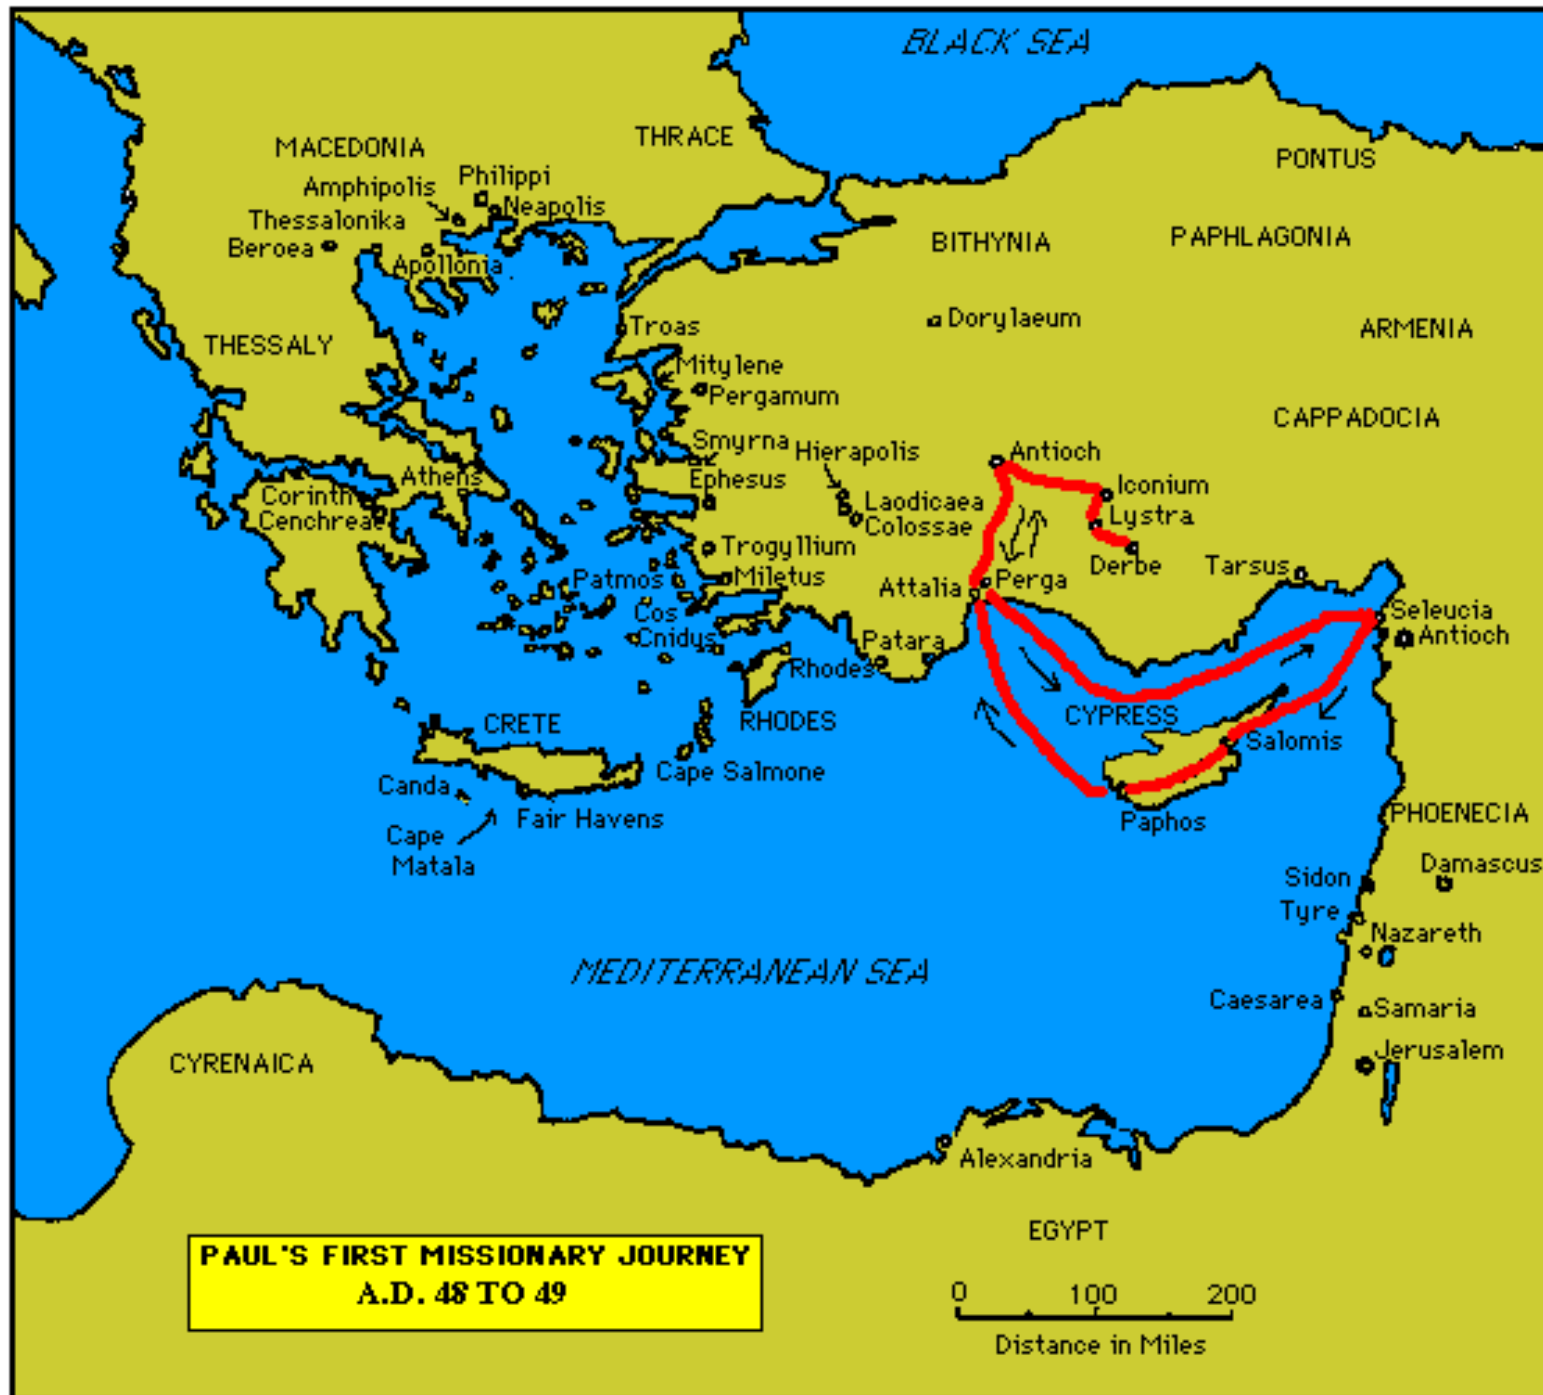 BLACK SEA
THRACE
MACEDONIA
PONTUS
Philippi
Amphipolis
Neapolis
Thessalonika
Beroea
Apollonia
BITHYNIA
PAPHLAGONIA
Dorylaeum
Troas
ARMENIA
THESSALY
Mitylene
Pergamum
CAPPADOCIA
Smyrna
Hierapolis
Antioch
Ephesus
Athens
Iconium
Corinth
Laodicaea
Lystra
Cenchreae
Colossae
Trogyllium
Derbe
Tarsus
Patmos
Miletus
Attalia
Perga
Cos
Seleucia
Cnidus
Patara
Antioch
Rhodes
CRETE
RHODES
CYPRESS
Salomis
Cape Salmone
Canda
Fair Havens
Paphos
PHOENECIA
Cape
Matala
Damascus
Sidon
Tyre
Nazareth
MEDITERRANEAN SEA
Caesarea
Samaria
Jerusalem
CYRENAICA
Alexandria
EGYPT
PAUL'S FIRST MISSIONARY JOURNEY
A.D. 48 TO 49
0 100 200
Distance in Miles